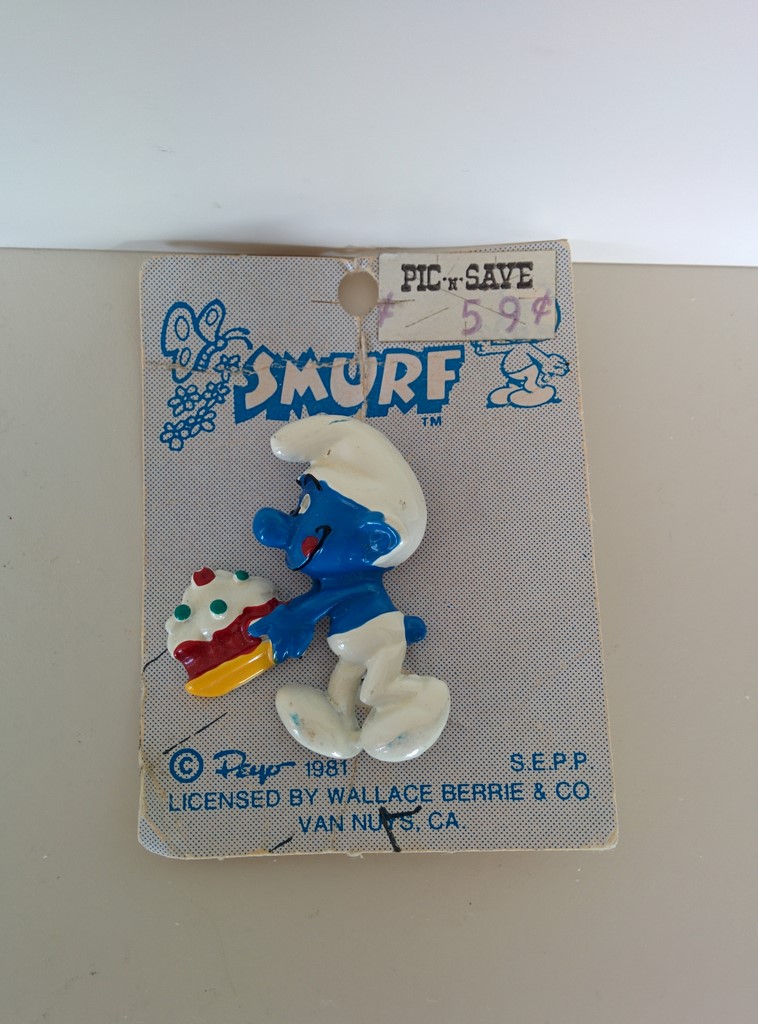 PIC·'N'·SAVE
¢ 59¢
SMURF
TM
© Peyo 1981 S.E.P.P.
LICENSED BY WALLACE BERRIE & CO
VAN NUYS, CA.